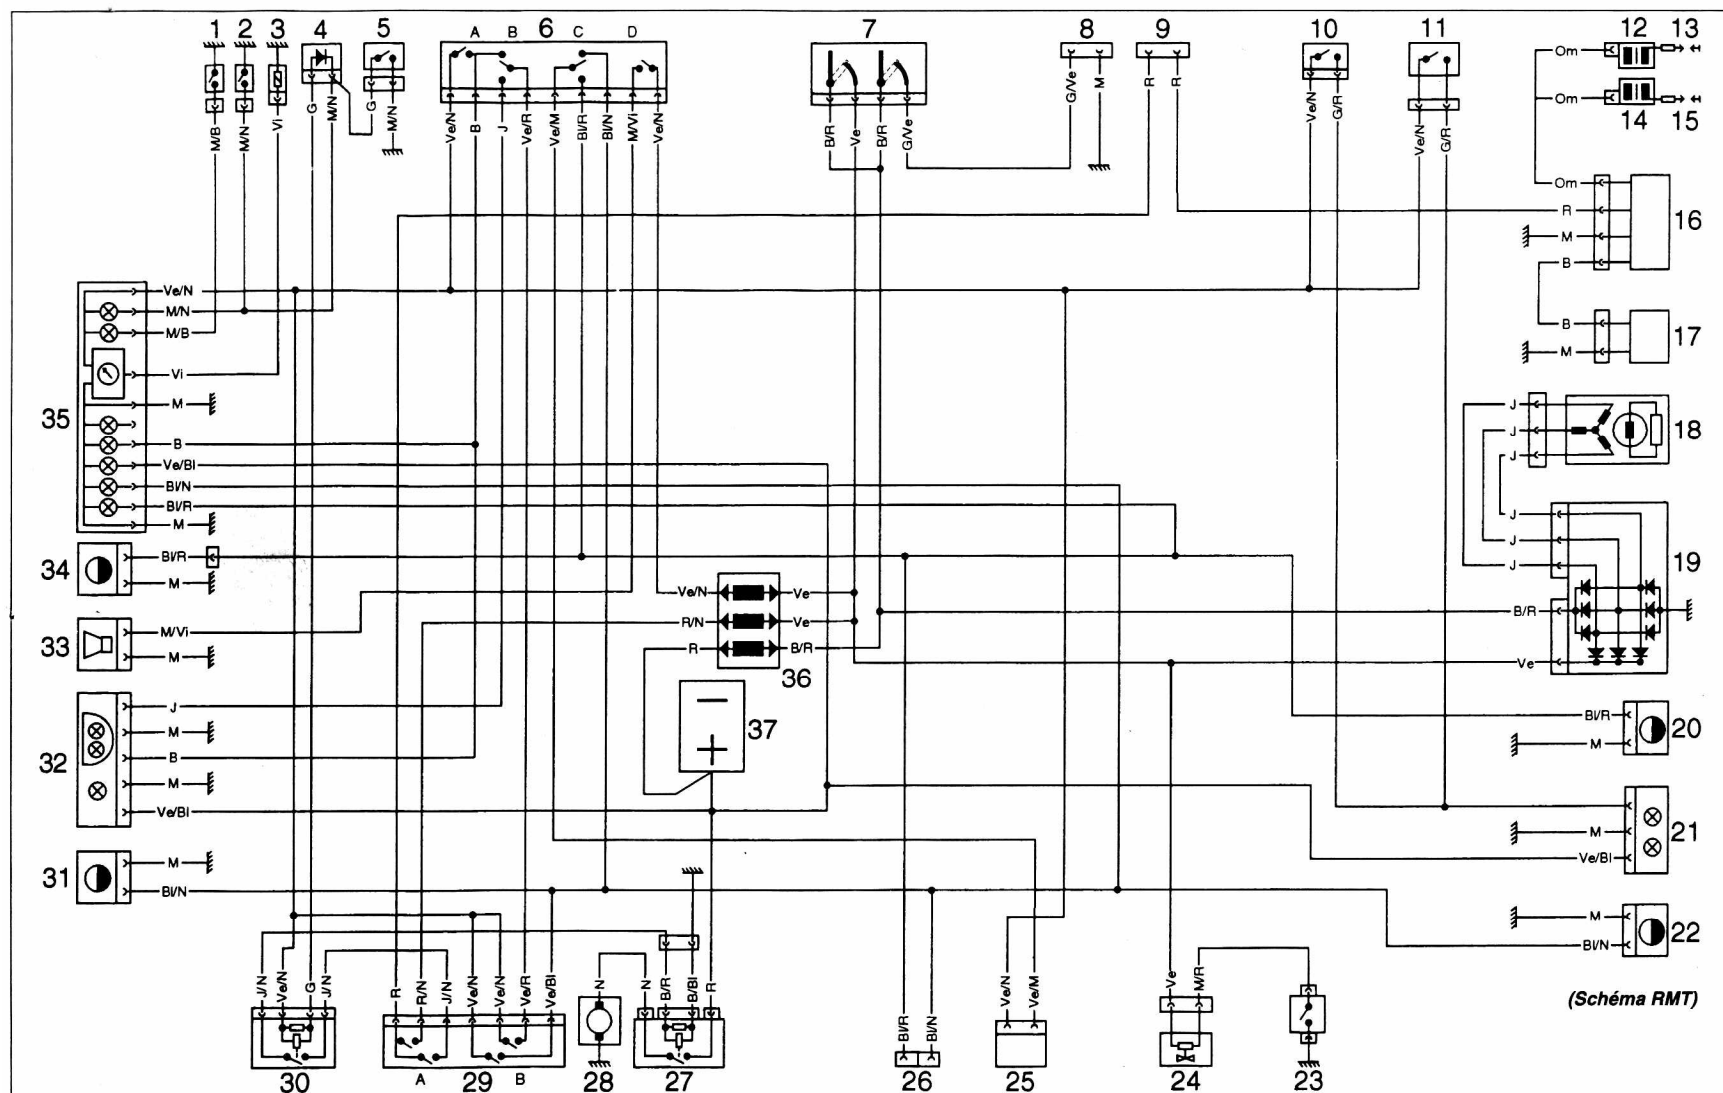 1 2 3 4 5 6 7 8 9 10 11 12 13
A B C D
Om
Om
14 15
G M/N G M/N
M/B M/N Vi
Ve/N B J Ve/R Ve/M Bl/R Bl/N M/Vi Ve/N
B/R Ve B/R G/Ve
G/Ve M
R R
Ve/N G/R
Ve/N G/R
Om
R
M
B
16
B
M
17
35
Ve/N
M/N
M/B
Vi
M
B
Ve/Bl
Bl/N
Bl/R
M
J
J
J
18
J
J
J
B/R
Ve
19
34
Bl/R
M
33
M/Vi
M
Ve/N Ve
R/N Ve
R B/R
36
37
32
J
M
B
M
Ve/Bl
Bl/R
M
20
M
Ve/Bl
21
31
M
Bl/N
M
Bl/N
22
J/N Ve/N G J/N
R R/N J/N Ve/N Ve/N Ve/R Ve/Bl
N N B/R B/Bl R
Bl/R Bl/N
Ve/N Ve/M
Ve M/R
(Schéma RMT)
A B
30 29 28 27 26 25 24 23